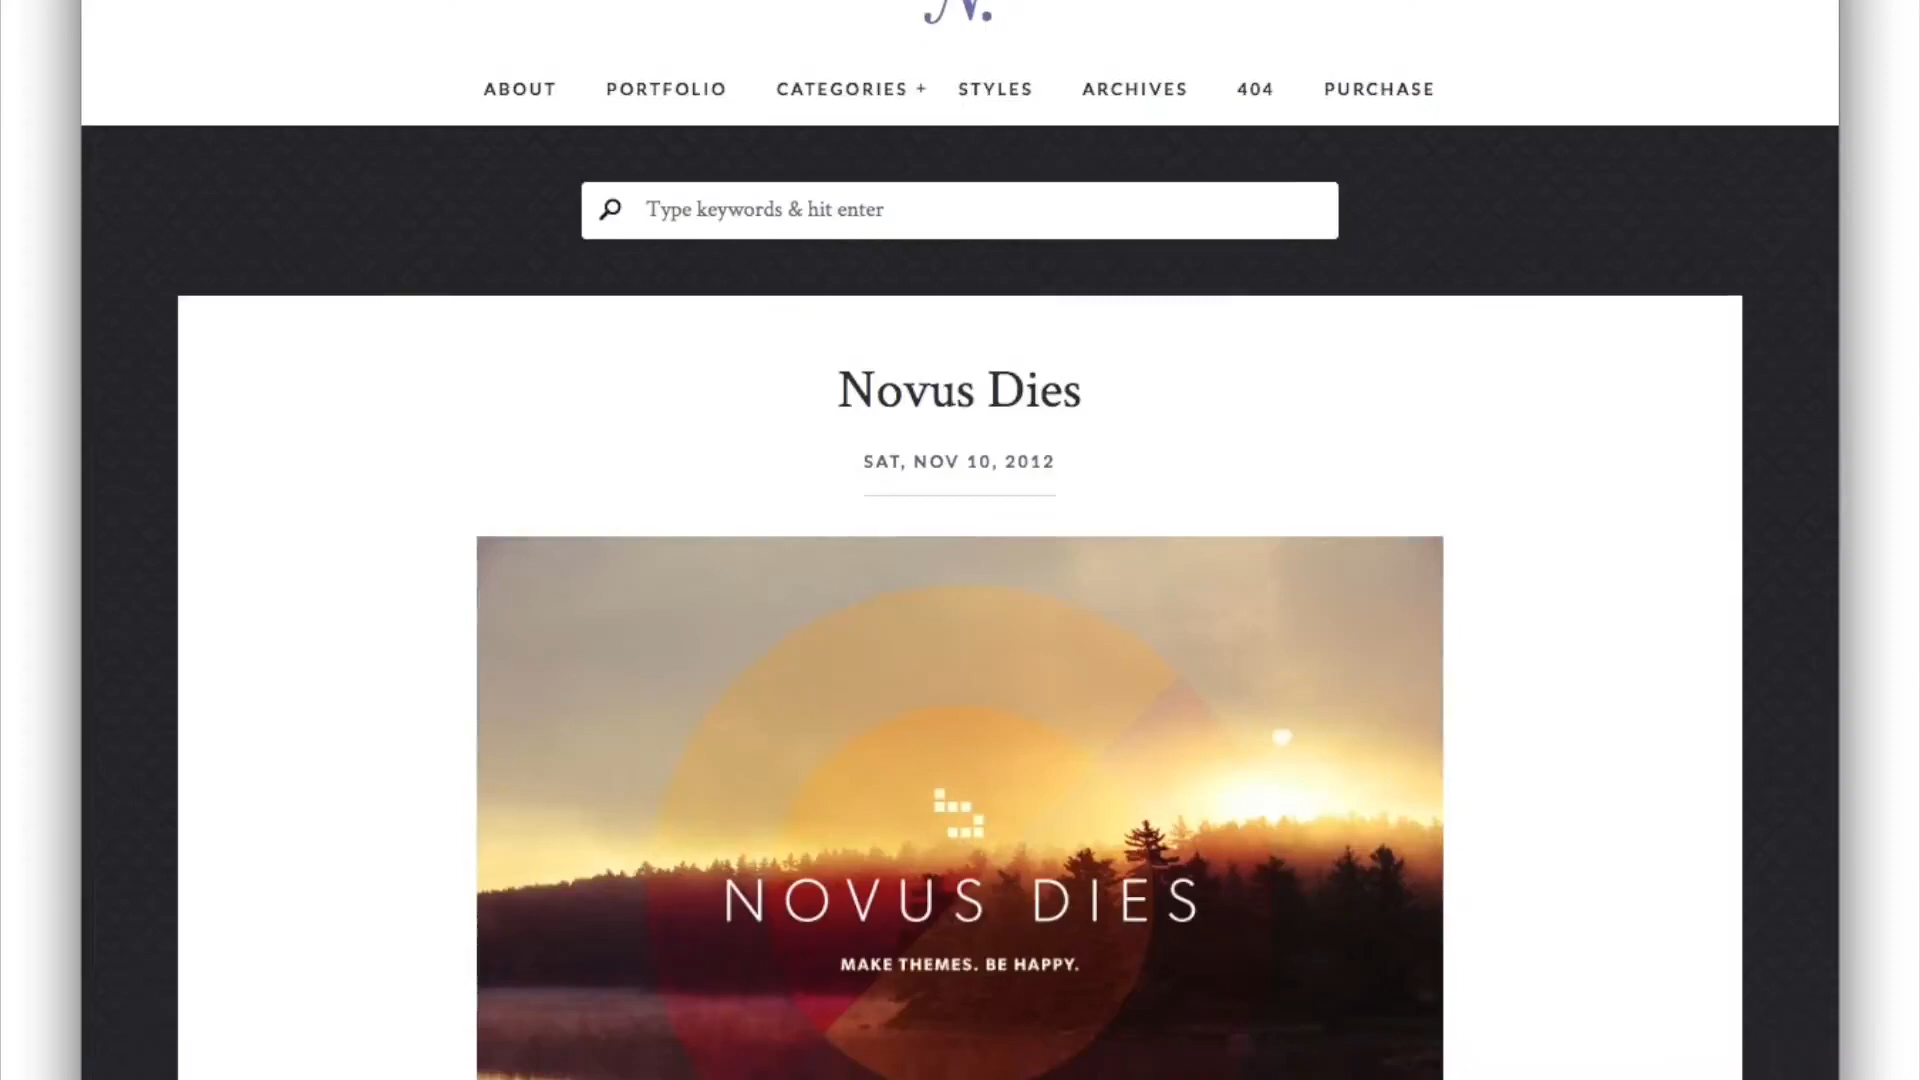 N.
ABOUT PORTFOLIO CATEGORIES + STYLES ARCHIVES 404 PURCHASE
Type keywords & hit enter
Novus Dies
SAT, NOV 10, 2012
NOVUS DIES
MAKE THEMES. BE HAPPY.